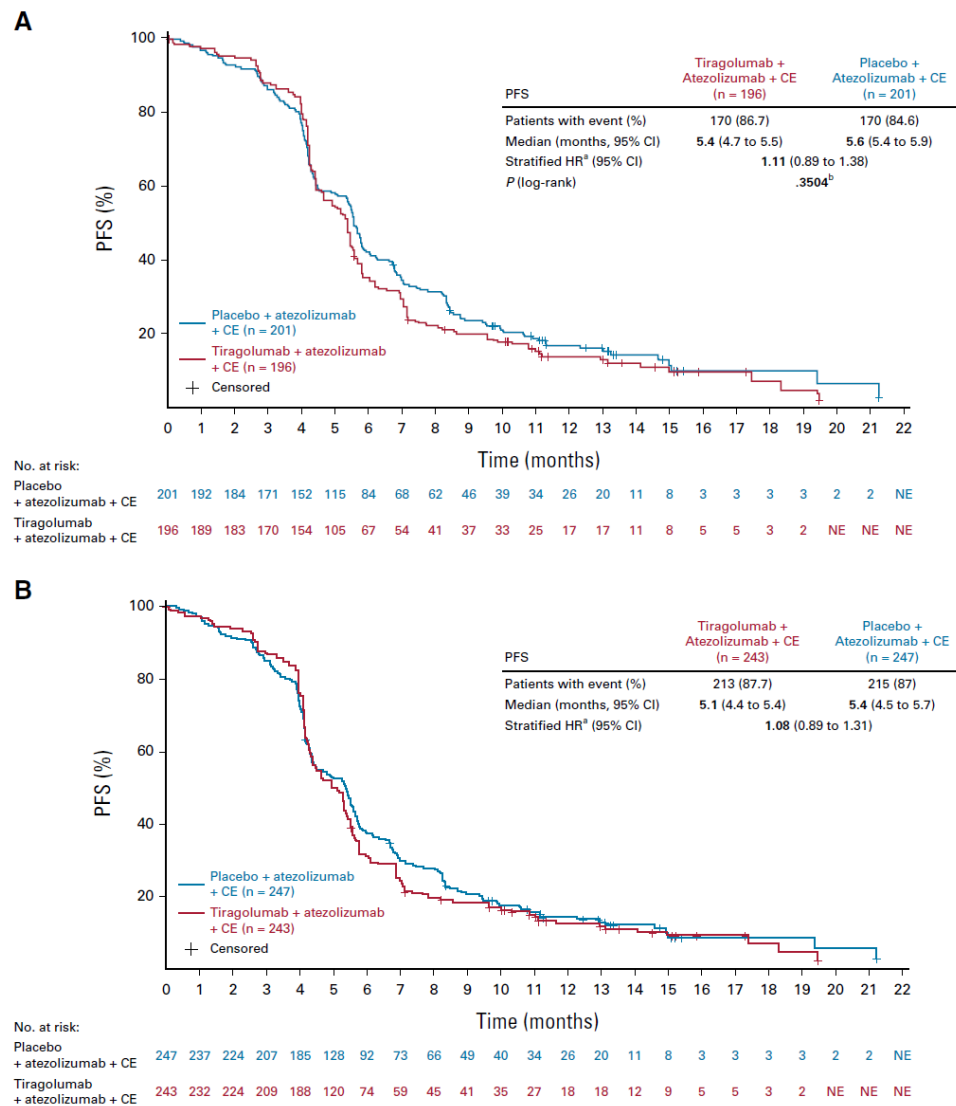 A
100
80
60
40
20
PFS (%)
Tiragolumab +
Atezolizumab + CE
(n = 196)
Placebo +
Atezolizumab + CE
(n = 201)
PFS
Patients with event (%) 170 (86.7) 170 (84.6)
Median (months, 95% CI) 5.4 (4.7 to 5.5) 5.6 (5.4 to 5.9)
Stratified HRᵃ (95% CI) 1.11 (0.89 to 1.38)
P (log-rank) .3504ᵇ
Placebo + atezolizumab
+ CE (n = 201)
Tiragolumab + atezolizumab
+ CE (n = 196)
Censored
0 1 2 3 4 5 6 7 8 9 10 11 12 13 14 15 16 17 18 19 20 21 22
Time (months)
No. at risk:
Placebo
+ atezolizumab + CE 201 192 184 171 152 115 84 68 62 46 39 34 26 20 11 8 3 3 3 3 2 2 NE
Tiragolumab
+ atezolizumab + CE 196 189 183 170 154 105 67 54 41 37 33 25 17 17 11 8 5 5 3 2 NE NE NE
B
100
80
60
40
20
PFS (%)
Tiragolumab +
Atezolizumab + CE
(n = 243)
Placebo +
Atezolizumab + CE
(n = 247)
PFS
Patients with event (%) 213 (87.7) 215 (87)
Median (months, 95% CI) 5.1 (4.4 to 5.4) 5.4 (4.5 to 5.7)
Stratified HRᵃ (95% CI) 1.08 (0.89 to 1.31)
Placebo + atezolizumab
+ CE (n = 247)
Tiragolumab + atezolizumab
+ CE (n = 243)
Censored
0 1 2 3 4 5 6 7 8 9 10 11 12 13 14 15 16 17 18 19 20 21 22
Time (months)
No. at risk:
Placebo
+ atezolizumab + CE 247 237 224 207 185 128 92 73 66 49 40 34 26 20 11 8 3 3 3 3 2 2 NE
Tiragolumab
+ atezolizumab + CE 243 232 224 209 188 120 74 59 45 41 35 27 18 18 12 9 5 5 3 2 NE NE NE